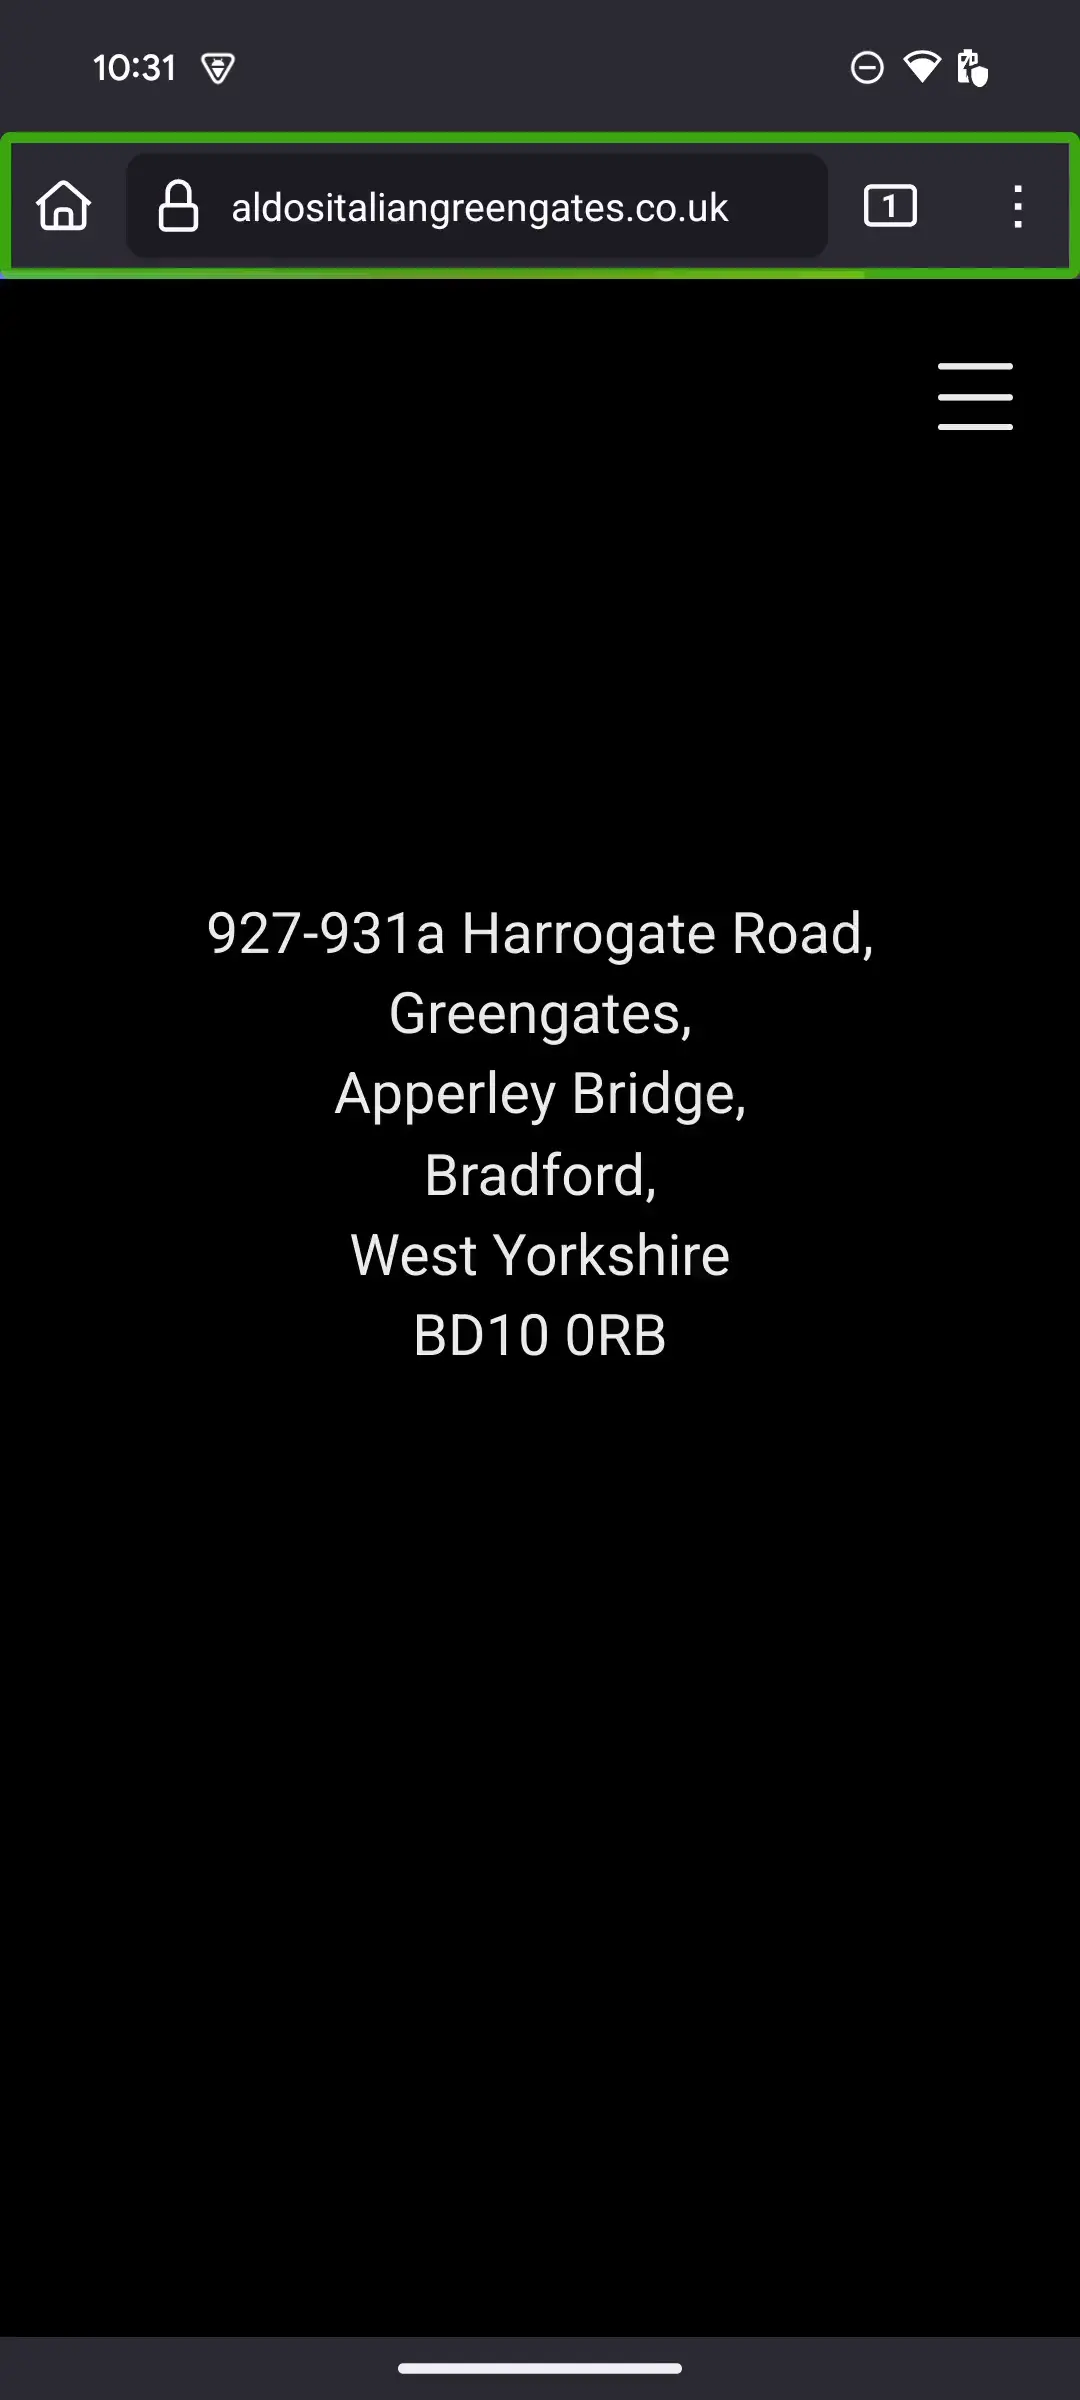 10:31
aldositaliangreengates.co.uk
1
927-931a Harrogate Road,
Greengates,
Apperley Bridge,
Bradford,
West Yorkshire
BD10 0RB